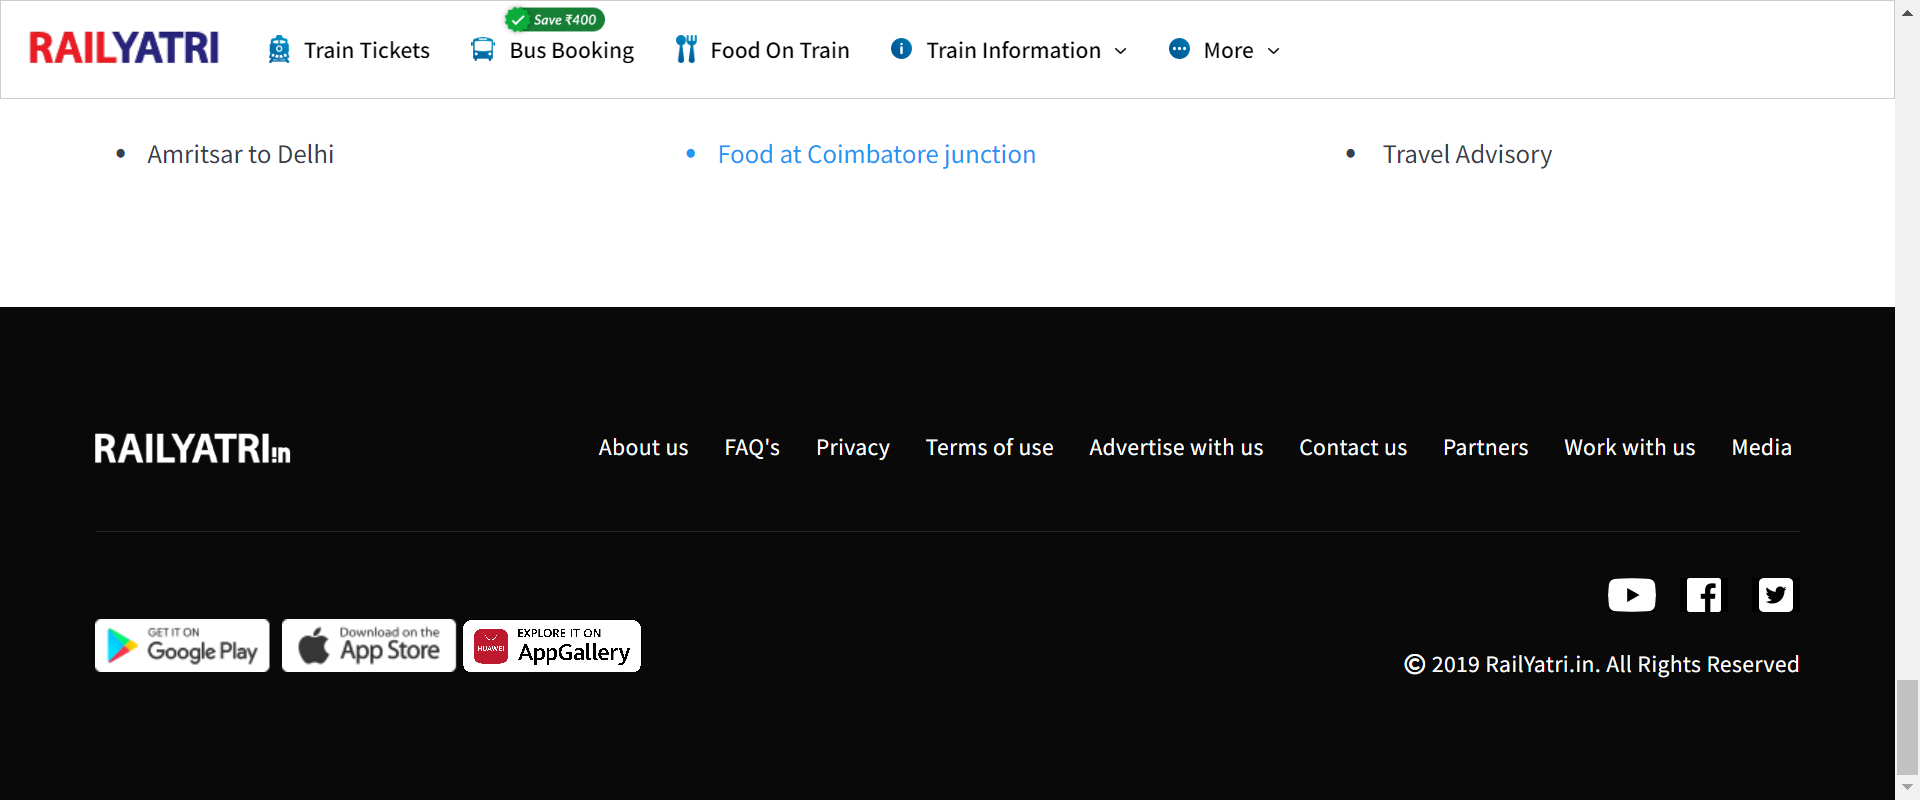 RAILYATRI
Train Tickets
Save ₹400
Bus Booking
Food On Train
Train Information
More
Amritsar to Delhi
Food at Coimbatore junction
Travel Advisory
RAILYATRI.in
About us
FAQ's
Privacy
Terms of use
Advertise with us
Contact us
Partners
Work with us
Media
GET IT ON
Google Play
Download on the
App Store
HUAWEI
EXPLORE IT ON
AppGallery
© 2019 RailYatri.in. All Rights Reserved